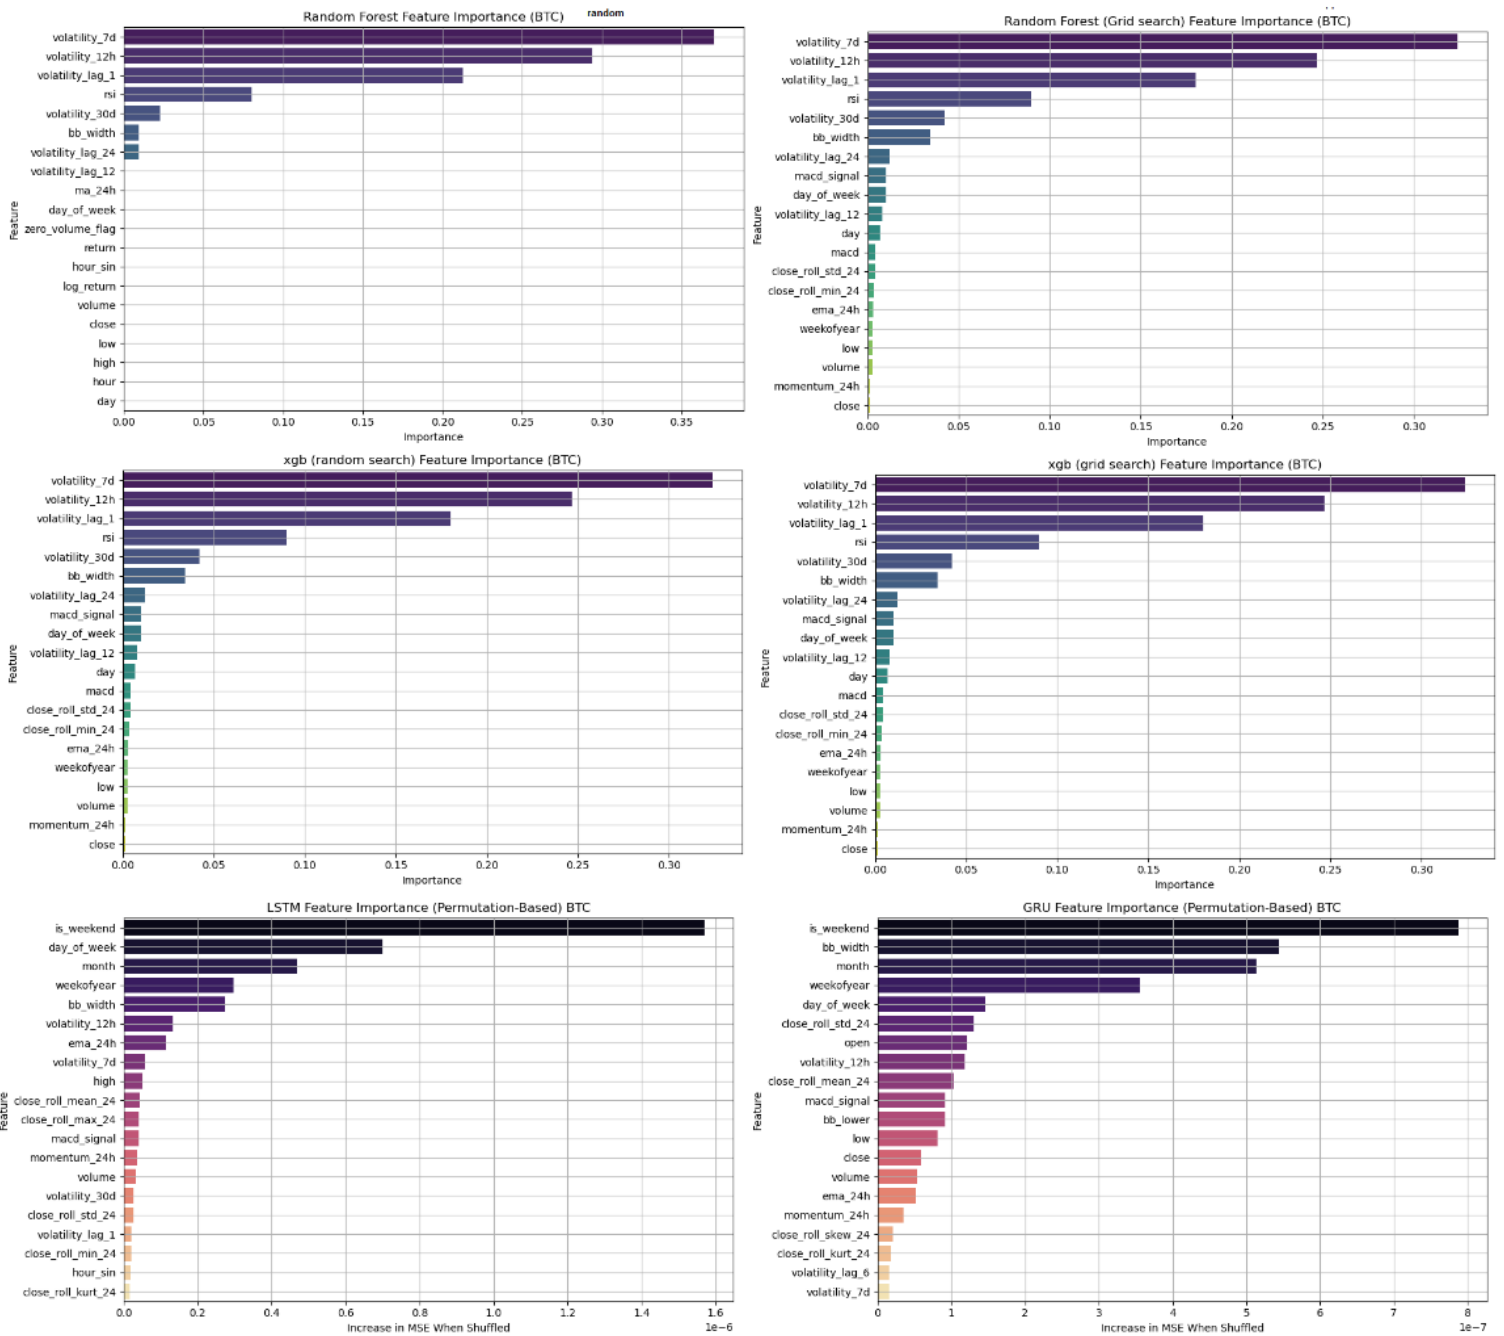 Random Forest Feature Importance (BTC)
random
volatility_7d
volatility_12h
volatility_lag_1
rsi
volatility_30d
bb_width
volatility_lag_24
volatility_lag_12
ma_24h
day_of_week
zero_volume_flag
return
hour_sin
log_return
volume
close
low
high
hour
day
Feature
0.00 0.05 0.10 0.15 0.20 0.25 0.30 0.35
Importance
Random Forest (Grid search) Feature Importance (BTC)
volatility_7d
volatility_12h
volatility_lag_1
rsi
volatility_30d
bb_width
volatility_lag_24
macd_signal
day_of_week
volatility_lag_12
day
macd
close_roll_std_24
close_roll_min_24
ema_24h
weekofyear
low
volume
momentum_24h
close
Feature
0.00 0.05 0.10 0.15 0.20 0.25 0.30
Importance
xgb (random search) Feature Importance (BTC)
volatility_7d
volatility_12h
volatility_lag_1
rsi
volatility_30d
bb_width
volatility_lag_24
macd_signal
day_of_week
volatility_lag_12
day
macd
close_roll_std_24
close_roll_min_24
ema_24h
weekofyear
low
volume
momentum_24h
close
Feature
0.00 0.05 0.10 0.15 0.20 0.25 0.30
Importance
xgb (grid search) Feature Importance (BTC)
volatility_7d
volatility_12h
volatility_lag_1
rsi
volatility_30d
bb_width
volatility_lag_24
macd_signal
day_of_week
volatility_lag_12
day
macd
close_roll_std_24
close_roll_min_24
ema_24h
weekofyear
low
volume
momentum_24h
close
Feature
0.00 0.05 0.10 0.15 0.20 0.25 0.30
Importance
LSTM Feature Importance (Permutation-Based) BTC
is_weekend
day_of_week
month
weekofyear
bb_width
volatility_12h
ema_24h
volatility_7d
high
close_roll_mean_24
close_roll_max_24
macd_signal
momentum_24h
volume
volatility_30d
close_roll_std_24
volatility_lag_1
close_roll_min_24
hour_sin
close_roll_kurt_24
Feature
0.0 0.2 0.4 0.6 0.8 1.0 1.2 1.4 1.6
Increase in MSE When Shuffled
1e−6
GRU Feature Importance (Permutation-Based) BTC
is_weekend
bb_width
month
weekofyear
day_of_week
close_roll_std_24
open
volatility_12h
close_roll_mean_24
macd_signal
bb_lower
low
close
volume
ema_24h
momentum_24h
close_roll_skew_24
close_roll_kurt_24
volatility_lag_6
volatility_7d
Feature
0 1 2 3 4 5 6 7 8
Increase in MSE When Shuffled
1e−7